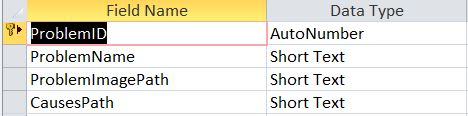 Field Name Data Type
ProblemID AutoNumber
ProblemName Short Text
ProblemImagePath Short Text
CausesPath Short Text